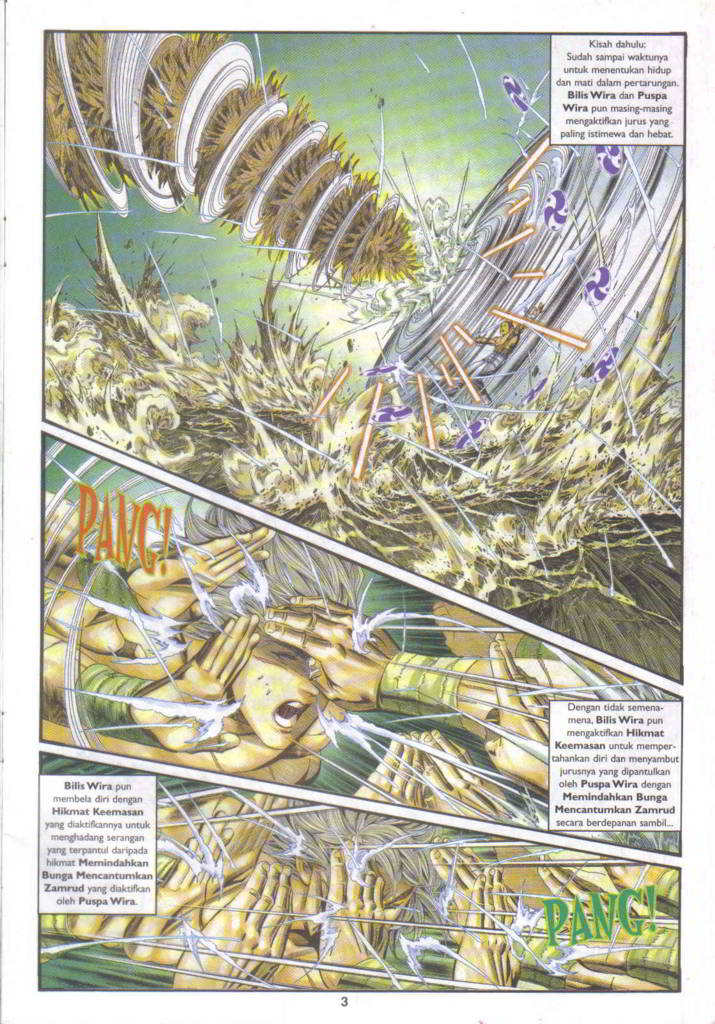 Kisah dahulu:
Sudah sampai waktunya
untuk menentukan hidup
dan mati dalam pertarungan.
Bilis Wira dan Puspa
Wira pun masing-masing
mengaktifkan jurus yang
paling istimewa dan hebat.
PANG!
Dengan tidak semena-
mena, Bilis Wira pun
mengaktifkan Hikmat
Keemasan untuk memper-
tahankan diri dan menyambut
jurusnya yang dipantulkan
oleh Puspa Wira dengan
Memindahkan Bunga
Mencantumkan Zamrud
secara berdepanan sambil...
Bilis Wira pun
membela diri dengan
Hikmat Keemasan
yang diaktifkannya untuk
menghadang serangan
yang terpantul daripada
hikmat Memindahkan
Bunga Mencantumkan
Zamrud yang diaktifkan
oleh Puspa Wira.
PANG!
3